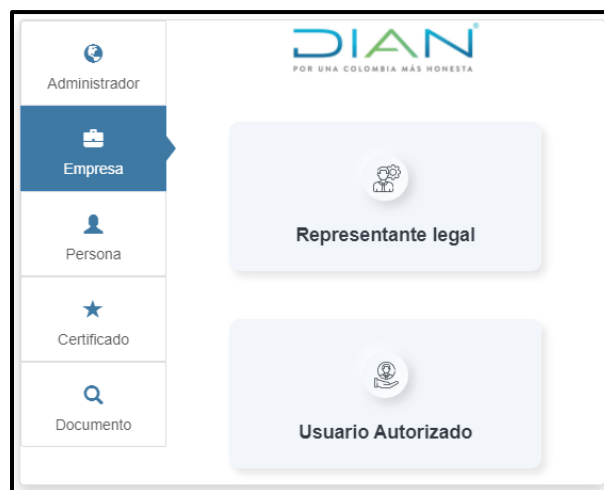 Administrador
Empresa
Persona
Certificado
Documento
DIAN
POR UNA COLOMBIA MÁS HONESTA
Representante legal
Usuario Autorizado